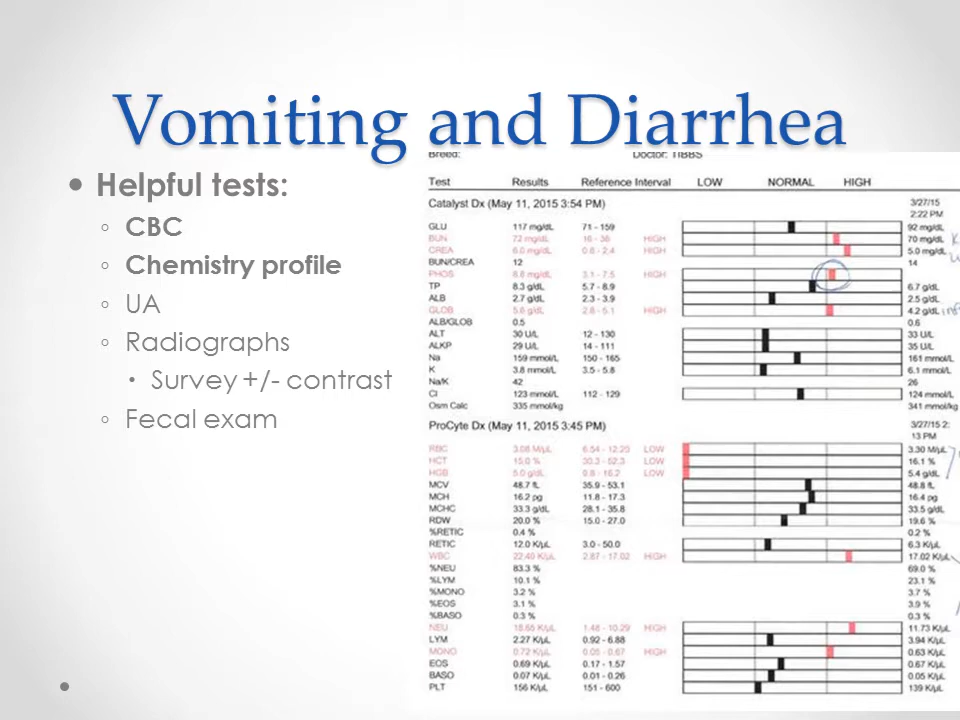 Vomiting and Diarrhea
• Helpful tests:
◦ CBC
◦ Chemistry profile
◦ UA
◦ Radiographs
▪ Survey +/- contrast
◦ Fecal exam
Breed: Doctor: TIBBS
Test Results Reference Interval LOW NORMAL HIGH
Catalyst Dx (May 11, 2015 3:54 PM) 3/27/15
2:22 PM
GLU 117 mg/dL 71 - 159 92 mg/dL
BUN 72 mg/dL 16 - 36 HIGH 70 mg/dL
CREA 6.0 mg/dL 0.8 - 2.4 HIGH 5.0 mg/dL
BUN/CREA 12 14
PHOS 8.8 mg/dL 3.1 - 7.5 HIGH
TP 8.3 g/dL 5.7 - 8.9 6.7 g/dL
ALB 2.7 g/dL 2.3 - 3.9 2.5 g/dL
GLOB 5.6 g/dL 2.8 - 5.1 HIGH 4.2 g/dL
ALB/GLOB 0.5 0.6
ALT 30 U/L 12 - 130 33 U/L
ALKP 29 U/L 14 - 111 35 U/L
Na 159 mmol/L 150 - 165 161 mmol/L
K 3.8 mmol/L 3.5 - 5.8 6.1 mmol/L
Na/K 42 26
Cl 123 mmol/L 112 - 129 124 mmol/L
Osm Calc 335 mmol/kg 341 mmol/kg
ProCyte Dx (May 11, 2015 3:45 PM) 3/27/15 2:
13 PM
RBC 3.08 M/µL 6.54 - 12.20 LOW 3.30 M/µL
HCT 15.0 % 30.3 - 52.3 LOW 16.1 %
HGB 5.0 g/dL 9.8 - 16.2 LOW 5.4 g/dL
MCV 48.7 fL 35.9 - 53.1 48.8 fL
MCH 16.2 pg 11.8 - 17.3 16.4 pg
MCHC 33.3 g/dL 28.1 - 35.8 33.5 g/dL
RDW 20.0 % 15.0 - 27.0 19.6 %
%RETIC 0.4 % 0.2 %
RETIC 12.0 K/µL 3.0 - 50.0 6.3 K/µL
WBC 22.40 K/µL 2.87 - 17.02 HIGH 17.02 K/µL
%NEU 83.3 % 69.0 %
%LYM 10.1 % 23.1 %
%MONO 3.2 % 3.7 %
%EOS 3.1 % 3.9 %
%BASO 0.3 % 0.3 %
NEU 18.65 K/µL 1.48 - 10.29 HIGH 11.73 K/µL
LYM 2.27 K/µL 0.92 - 6.88 3.94 K/µL
MONO 0.72 K/µL 0.05 - 0.67 HIGH 0.63 K/µL
EOS 0.69 K/µL 0.17 - 1.57 0.67 K/µL
BASO 0.07 K/µL 0.01 - 0.26 0.05 K/µL
PLT 156 K/µL 151 - 600 139 K/µL